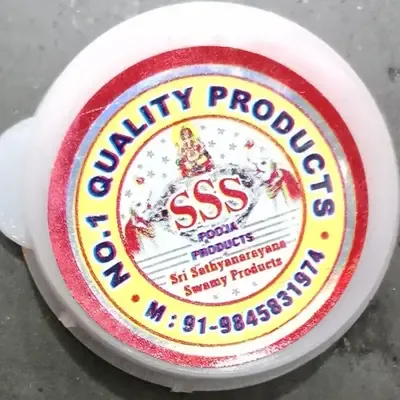 NO.1 QUALITY PRODUCTS
SSS
POOJA
PRODUCTS
Sri Sathyanarayana
Swamy Products
M : 91-9845831974